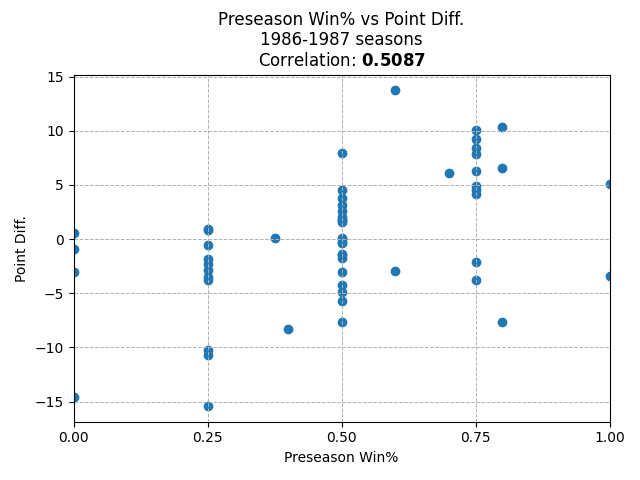 Preseason Win% vs Point Diff.
1986-1987 seasons
Correlation: 0.5087
15
10
5
0
−5
−10
−15
Point Diff.
0.00 0.25 0.50 0.75 1.00
Preseason Win%